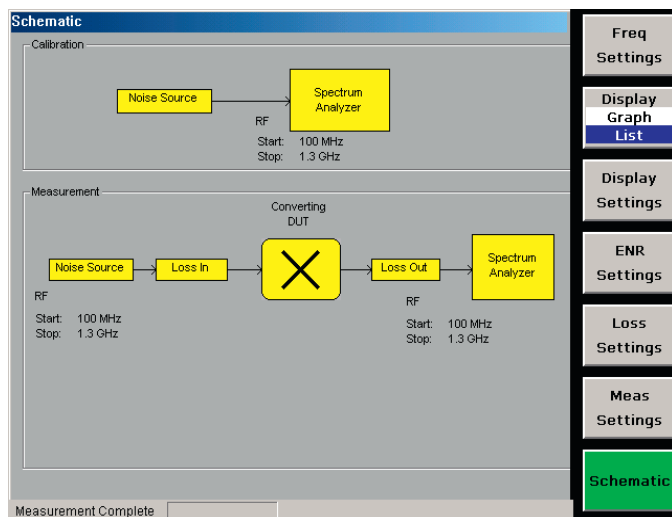 Schematic
Calibration
Noise Source
Spectrum
Analyzer
RF
Start: 100 MHz
Stop: 1.3 GHz
Measurement
Converting
DUT
Noise Source
Loss In
Loss Out
Spectrum
Analyzer
RF
Start: 100 MHz
Stop: 1.3 GHz
RF
Start: 100 MHz
Stop: 1.3 GHz
Measurement Complete
Freq
Settings
Display
Graph
List
Display
Settings
ENR
Settings
Loss
Settings
Meas
Settings
Schematic